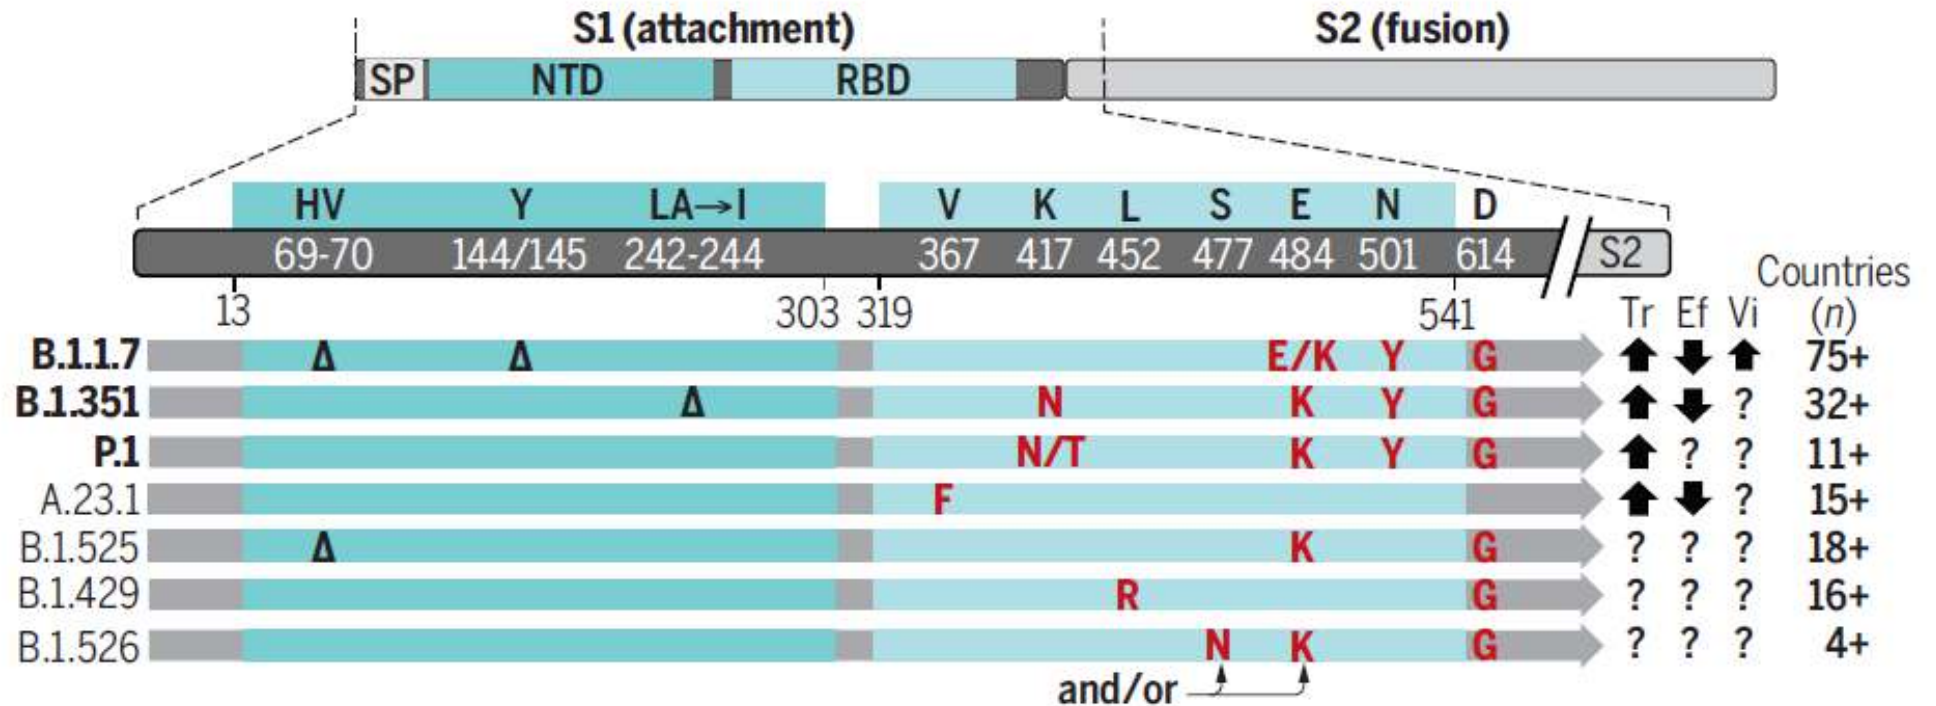 S1 (attachment) S2 (fusion)
SP NTD RBD
HV Y LA→I V K L S E N D
69-70 144/145 242-244 367 417 452 477 484 501 614 S2
Countries
13 303 319 541 Tr Ef Vi (n)
B.1.1.7 Δ Δ E/K Y G 75+
B.1.351 Δ N K Y G ? 32+
P.1 N/T K Y G ? ? 11+
A.23.1 F ? 15+
B.1.525 Δ K G ? ? ? 18+
B.1.429 R G ? ? ? 16+
B.1.526 N K G ? ? ? 4+
and/or